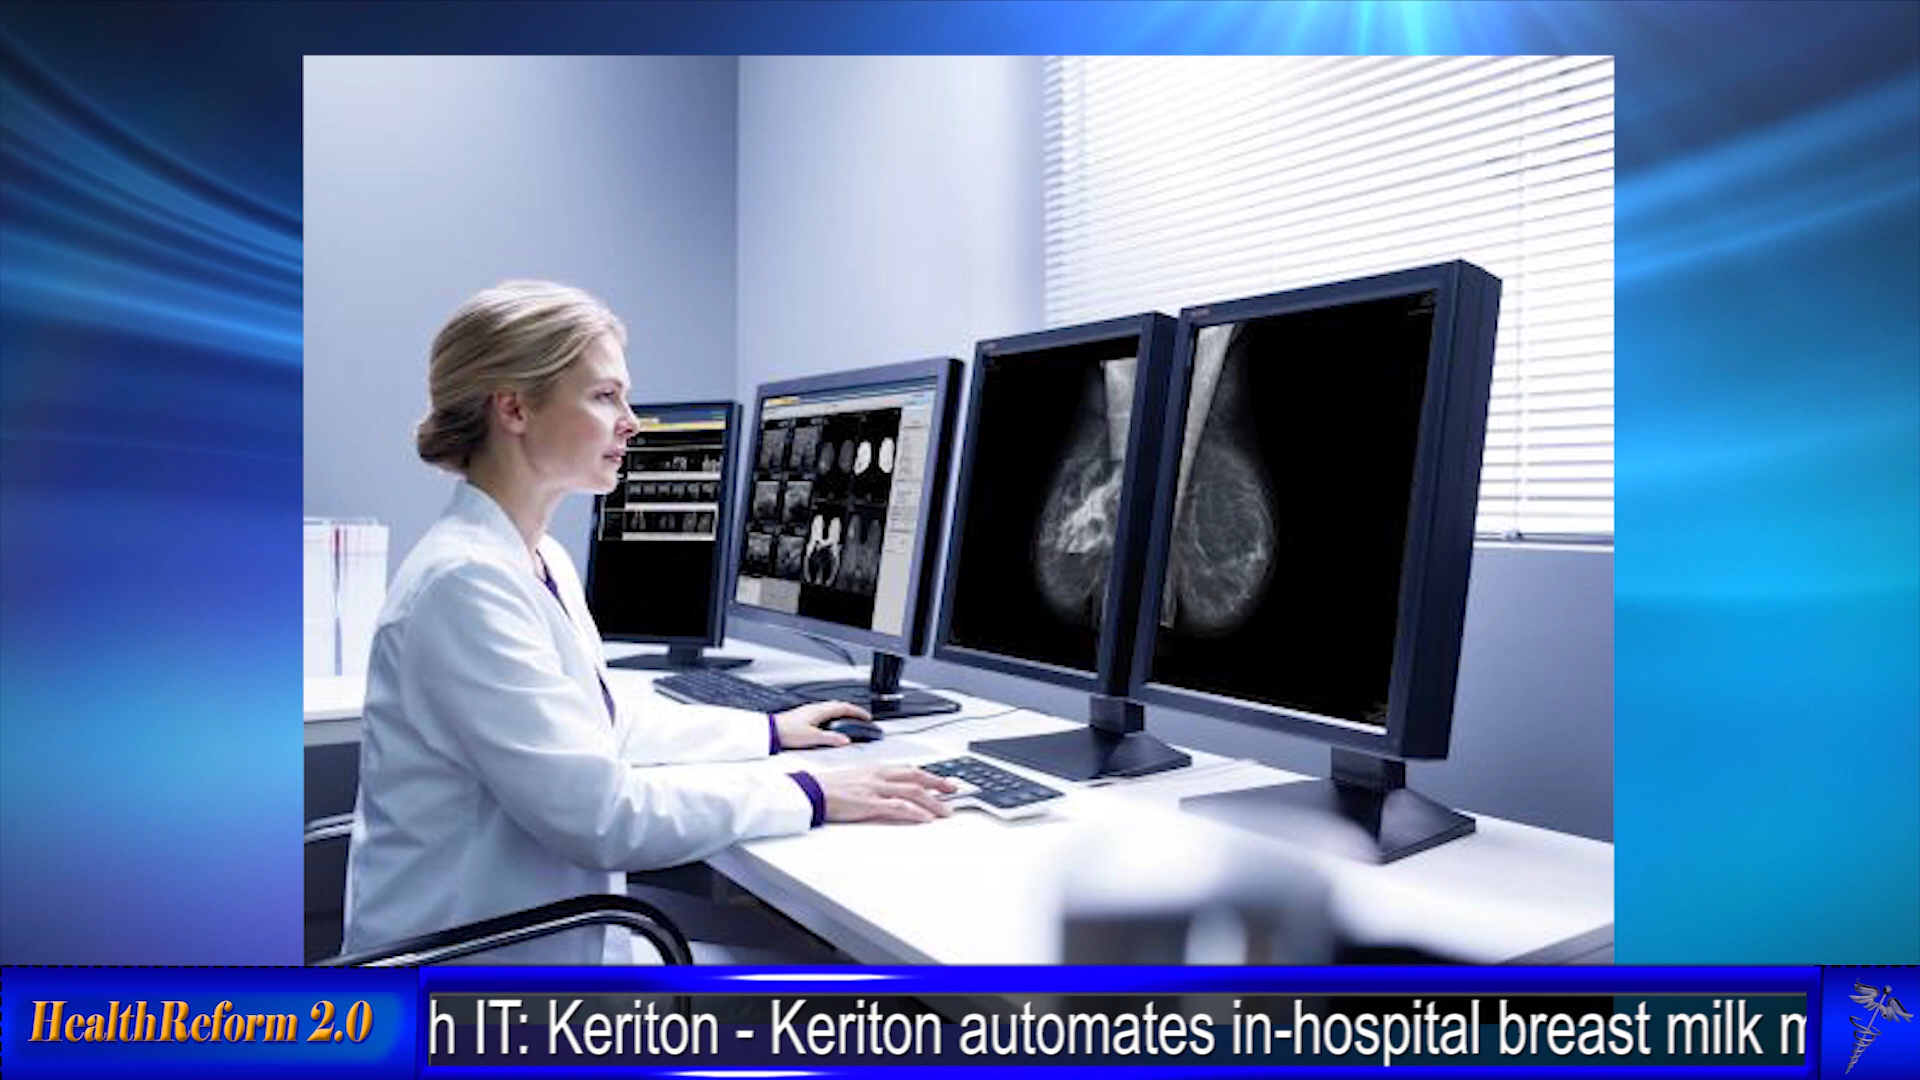 HealthReform 2.0
h IT: Keriton - Keriton automates in-hospital breast milk m